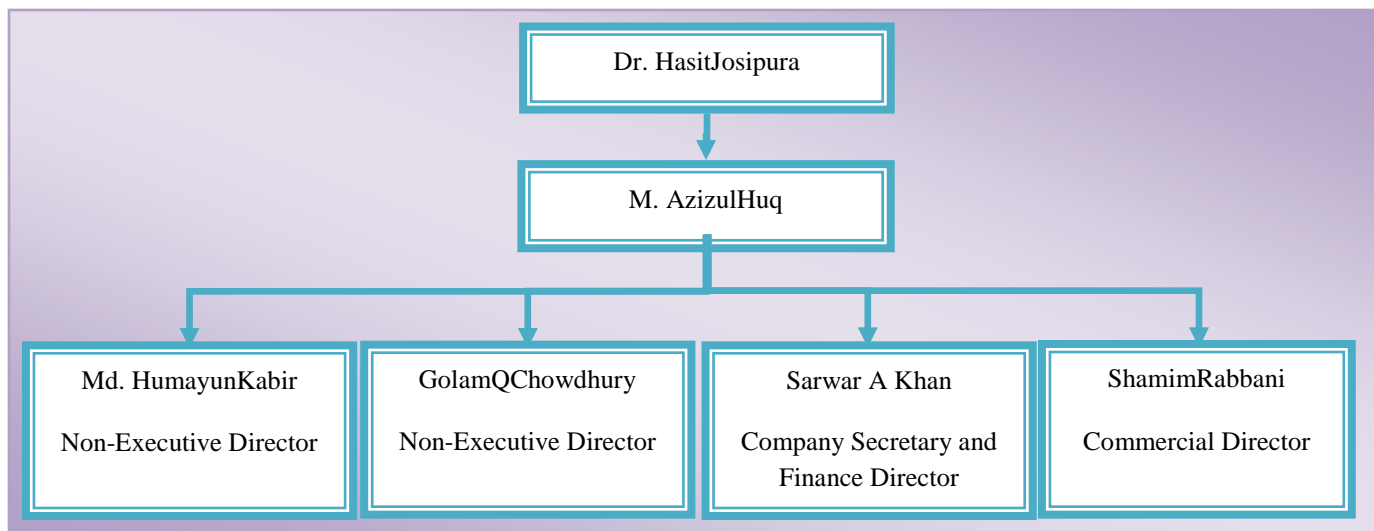 Dr. HasitJosipura
M. AzizulHuq
Md. HumayunKabir
Non-Executive Director
GolamQChowdhury
Non-Executive Director
Sarwar A Khan
Company Secretary and
Finance Director
ShamimRabbani
Commercial Director